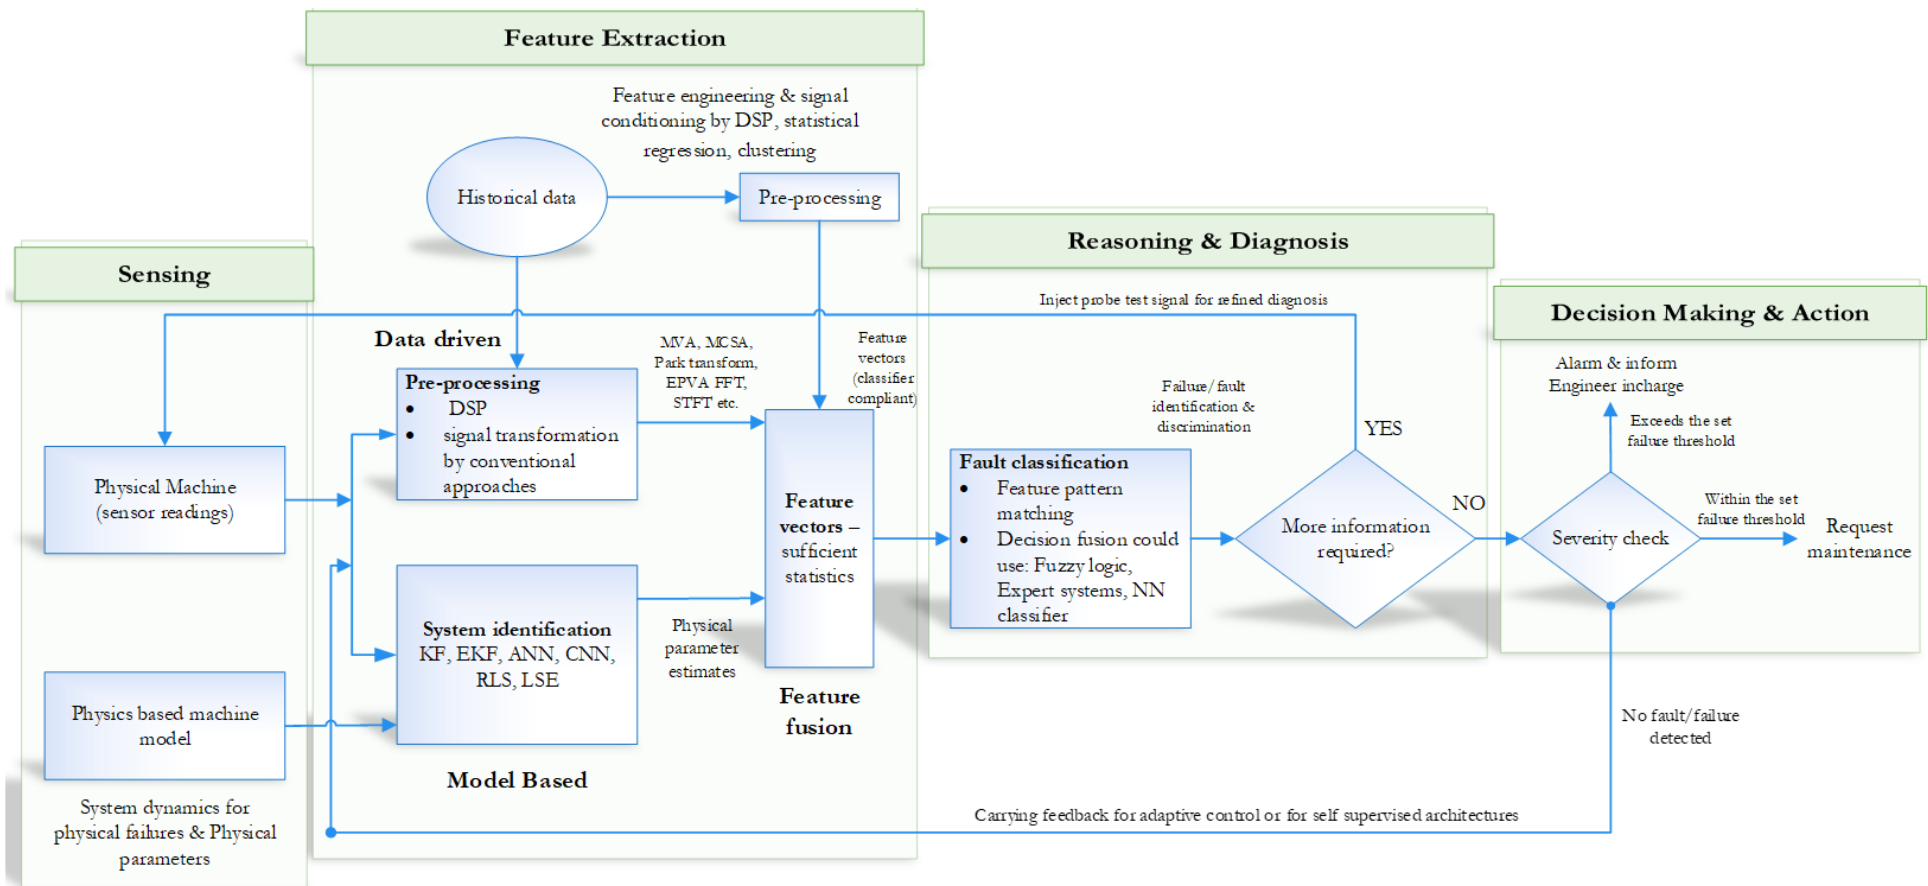 Feature Extraction
Feature engineering & signal
conditioning by DSP, statistical
regression, clustering
Historical data
Pre-processing
Sensing
Physical Machine
(sensor readings)
Physics based machine
model
System dynamics for
physical failures & Physical
parameters
Data driven
Pre-processing
• DSP
• signal transformation
by conventional
approaches
MVA, MCSA,
Park transform,
EPVA FFT,
STFT etc.
Feature
vectors
(classifier
compliant)
System identification
KF, EKF, ANN, CNN,
RLS, LSE
Model Based
Physical
parameter
estimates
Feature
vectors –
sufficient
statistics
Feature
fusion
Reasoning & Diagnosis
Inject probe test signal for refined diagnosis
Failure/fault
identification &
discrimination
Fault classification
• Feature pattern
matching
• Decision fusion could
use: Fuzzy logic,
Expert systems, NN
classifier
YES
More information
required?
NO
Decision Making & Action
Alarm & inform
Engineer incharge
Exceeds the set
failure threshold
Severity check
Within the set
failure threshold
Request
maintenance
No fault/failure
detected
Carrying feedback for adaptive control or for self supervised architectures